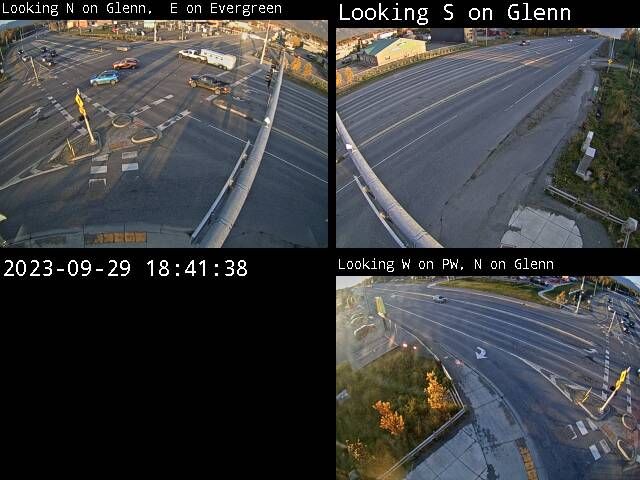 Looking N on Glenn,  E on Evergreen
Looking S on Glenn
2023-09-29 18:41:38
Looking W on PW, N on Glenn